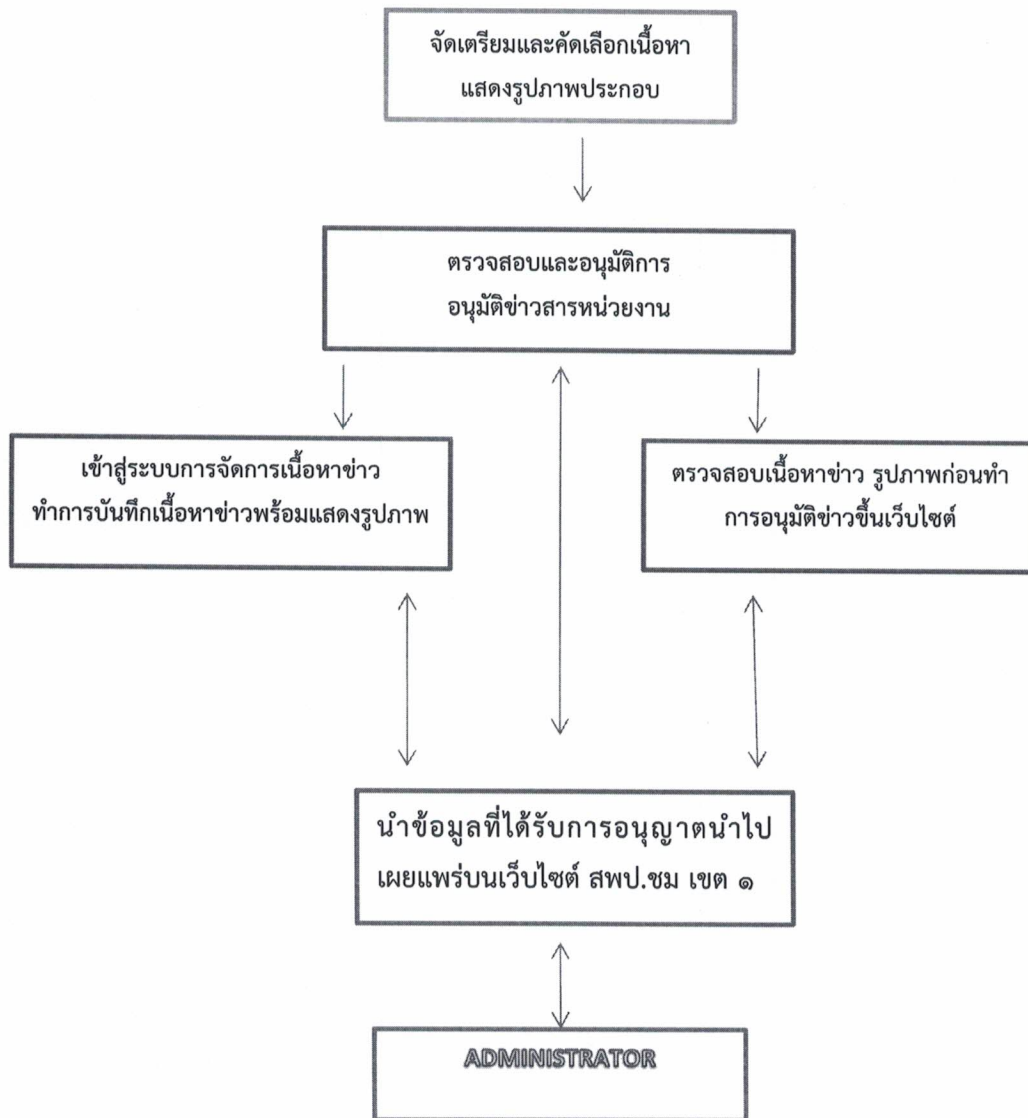 จัดเตรียมและคัดเลือกเนื้อหา
แสดงรูปภาพประกอบ
ตรวจสอบและอนุมัติการ
อนุมัติข่าวสารหน่วยงาน
เข้าสู่ระบบการจัดการเนื้อหาข่าว
ทำการบันทึกเนื้อหาข่าวพร้อมแสดงรูปภาพ
ตรวจสอบเนื้อหาข่าว รูปภาพก่อนทำ
การอนุมัติข่าวขึ้นเว็บไซต์
นำข้อมูลที่ได้รับการอนุญาตนำไป
เผยแพร่บนเว็บไซต์ สพป.ชม เขต ๑
ADMINISTRATOR